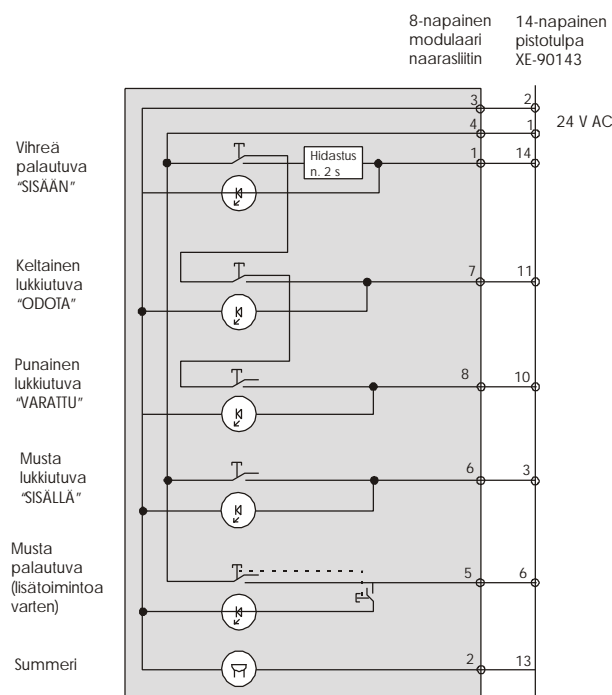 8-napainen
modulaari
naarasliitin
14-napainen
pistotulpa
XE-90143
3 2
4 1
24 V AC
Vihreä
palautuva
“SISÄÄN”
Hidastus
n. 2 s
1 14
Keltainen
lukkiutuva
“ODOTA”
7 11
Punainen
lukkiutuva
“VARATTU”
8 10
Musta
lukkiutuva
“SISÄLLÄ”
6 3
Musta
palautuva
(lisätoimintoa
varten)
5 6
Summeri
2 13